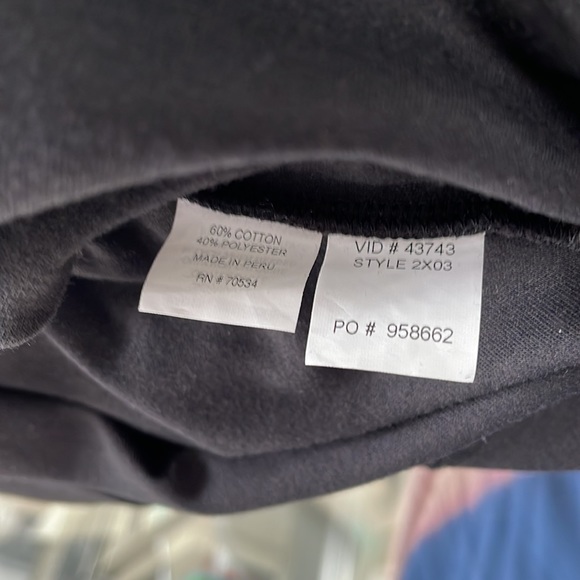 60% COTTON
40% POLYESTER
MADE IN PERU
RN # 70534
VID # 43743
STYLE 2X03
PO # 958662